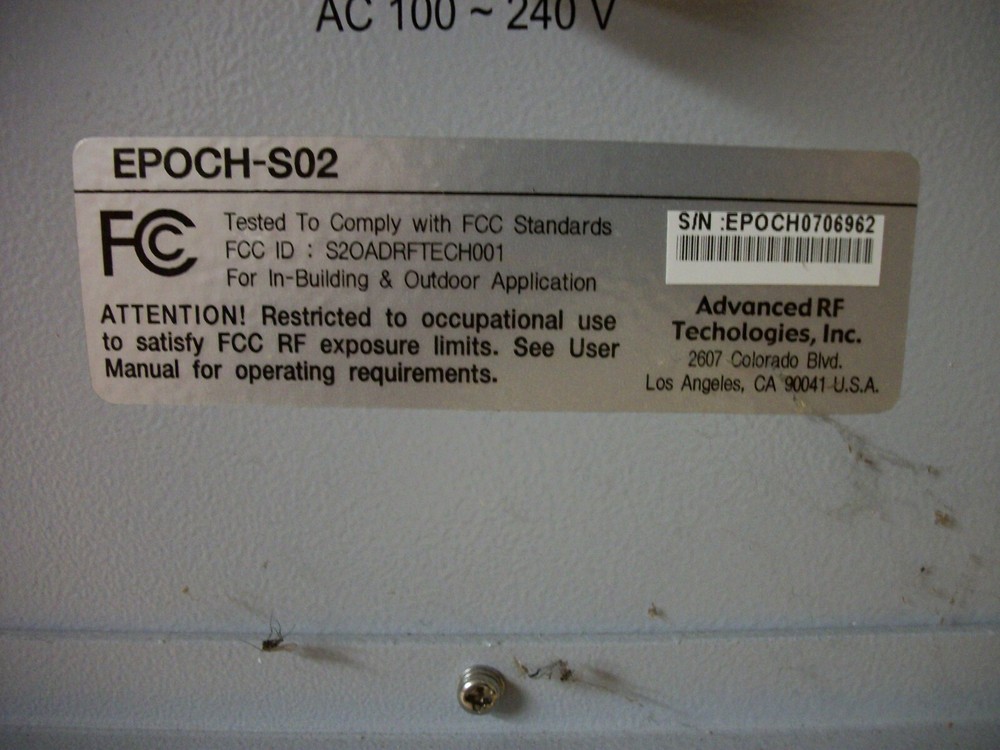 AC 100 ~ 240 V
EPOCH-S02
FCC
Tested To Comply with FCC Standards
FCC ID : S2OADRFTECH001
For In-Building & Outdoor Application
ATTENTION! Restricted to occupational use
to satisfy FCC RF exposure limits. See User
Manual for operating requirements.
S/N :EPOCH0706962
Advanced RF
Techologies, Inc.
2607 Colorado Blvd.
Los Angeles, CA 90041 U.S.A.